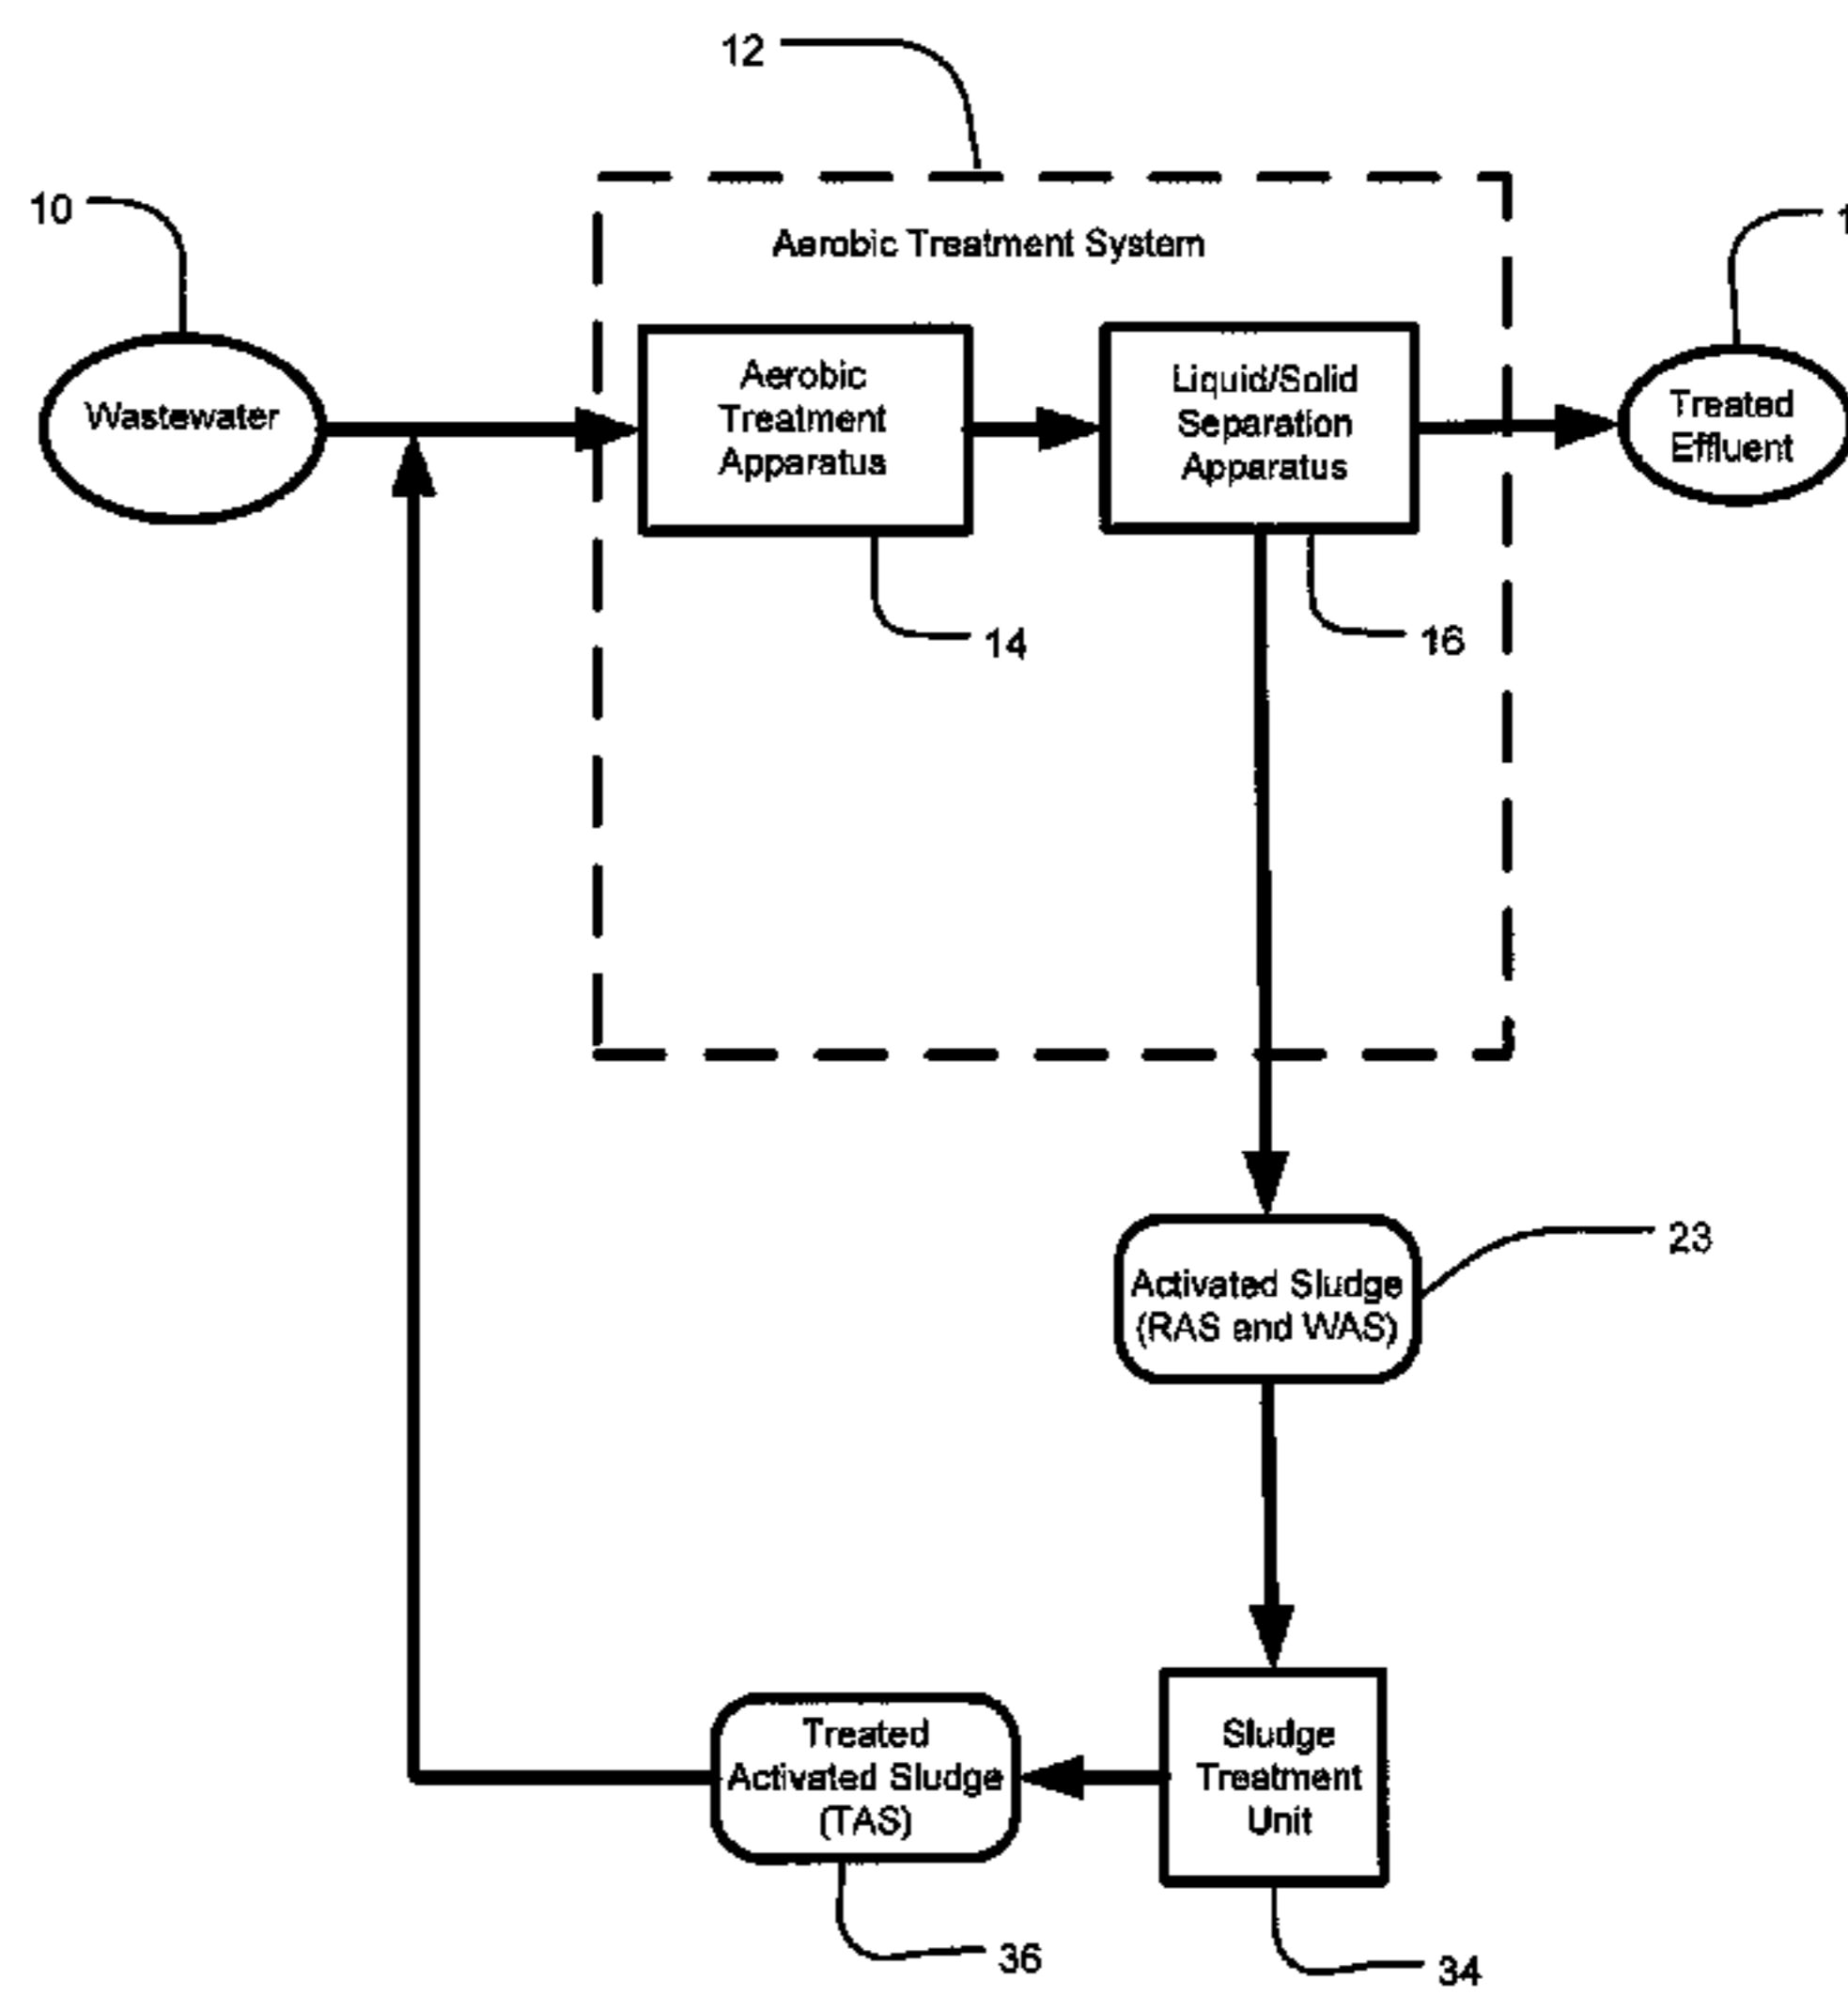 12
10
Aerobic Treatment System
Wastewater
Aerobic
Treatment
Apparatus
Liquid/Solid
Separation
Apparatus
Treated
Effluent
14
16
23
Activated Sludge
(RAS and WAS)
Treated
Activated Sludge
(TAS)
Sludge
Treatment
Unit
36
34